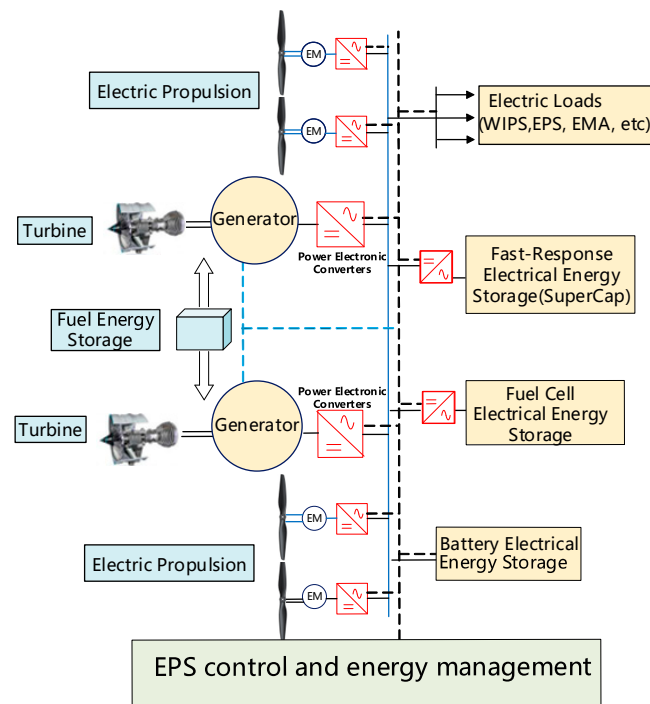 EM
Electric Propulsion
EM
Electric Loads
(WIPS,EPS, EMA, etc)
Turbine
Generator
Power Electronic
Converters
Fast-Response
Electrical Energy
Storage(SuperCap)
Fuel Energy
Storage
Power Electronic
Converters
Fuel Cell
Electrical Energy
Storage
Turbine
Generator
EM
Battery Electrical
Energy Storage
Electric Propulsion
EM
EPS control and energy management